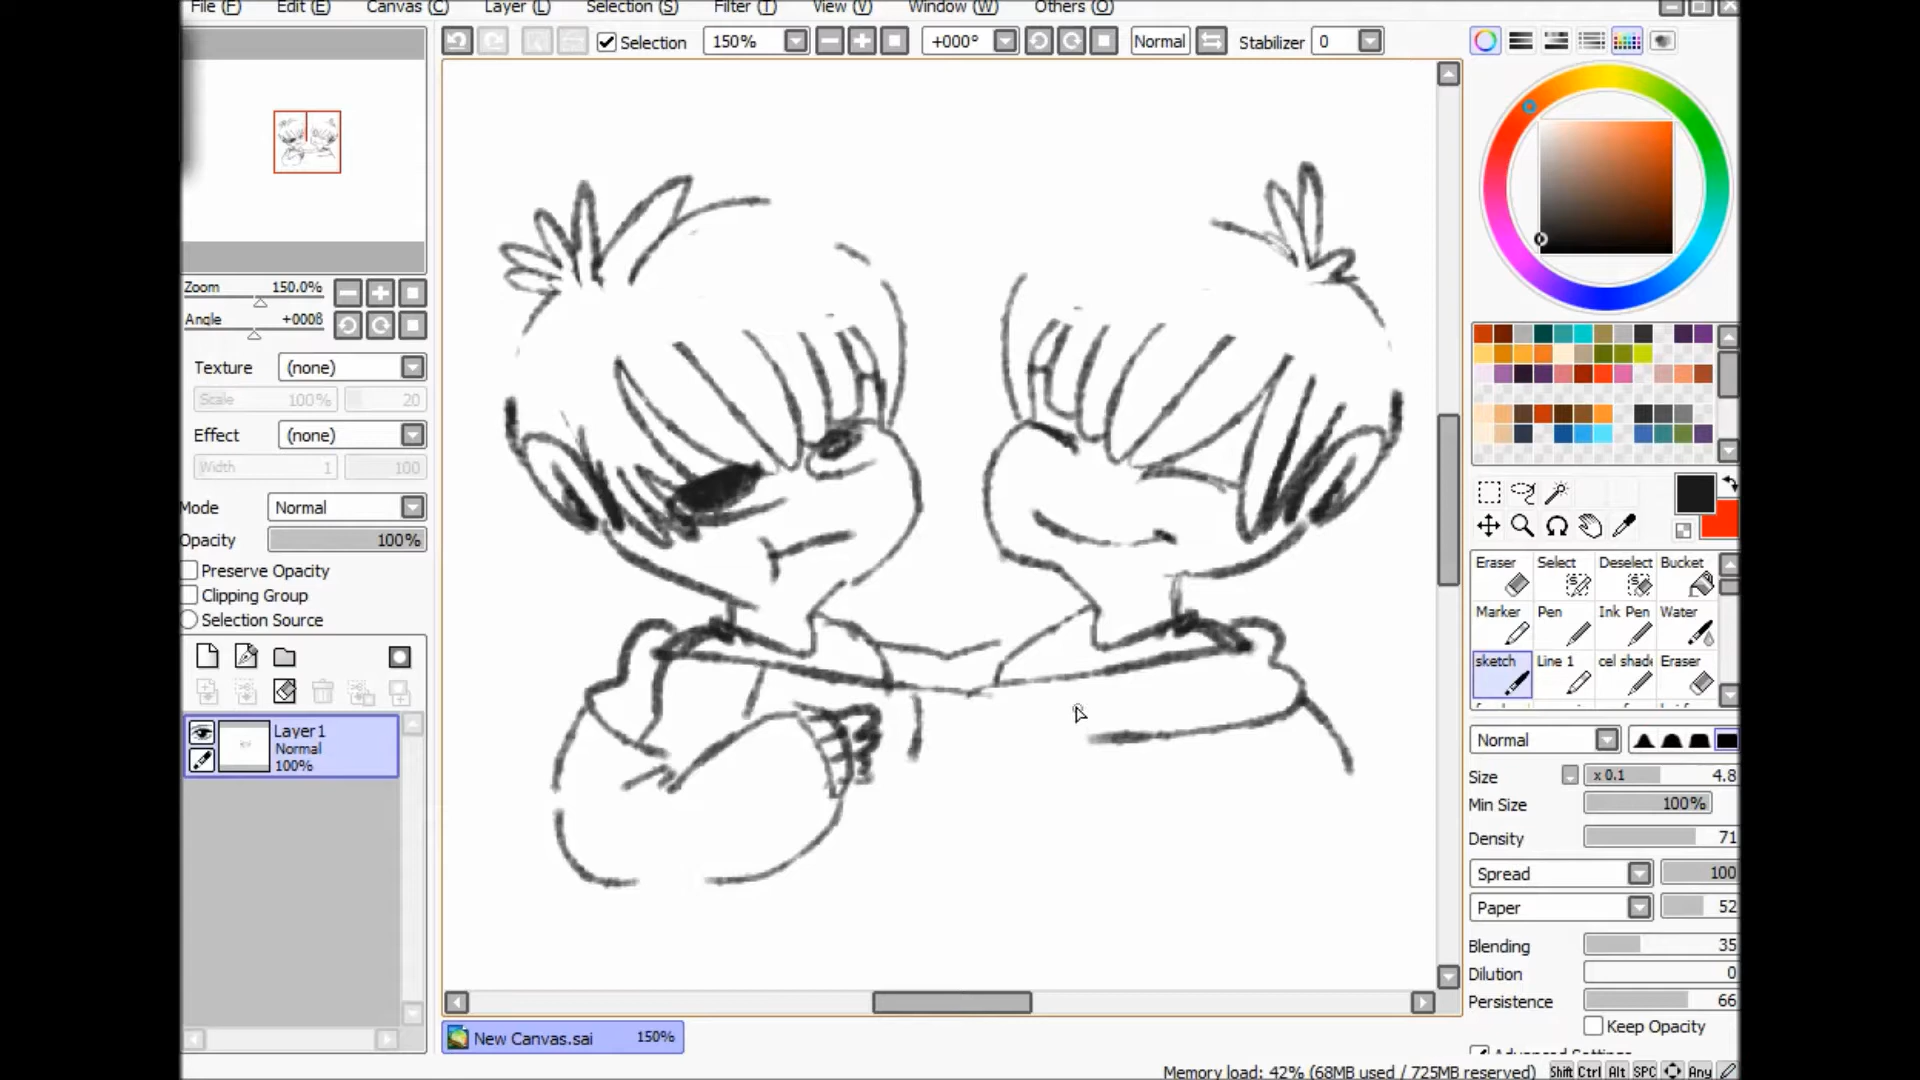 File (F) Edit (E) Canvas (C) Layer (L) Selection (S) Filter (T) View (V) Window (W) Others (O)
Selection 150% +000° Normal Stabilizer 0
Zoom 150.0%
Angle +000
Texture (none)
Scale 100% 20
Effect (none)
Width 1 100
Mode Normal
Opacity 100%
Preserve Opacity
Clipping Group
Selection Source
Layer1
Normal
100%
Eraser Select Deselect Bucket
Marker Pen Ink Pen Water
sketch Line 1 cel shade Eraser
Normal
Size x 0.1 4.8
Min Size 100%
Density 71
Spread 100
Paper 52
Blending 35
Dilution 0
Persistence 66
Keep Opacity
Advanced Settings
New Canvas.sai 150%
Memory load: 42% (68MB used / 725MB reserved) Shift Ctrl Alt SPC Any